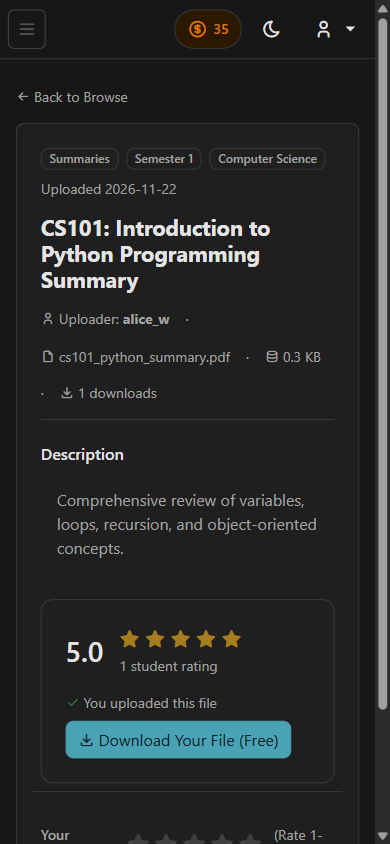 35
← Back to Browse
Summaries Semester 1 Computer Science
Uploaded 2026-11-22
CS101: Introduction to
Python Programming
Summary
Uploader: alice_w ·
cs101_python_summary.pdf · 0.3 KB
· 1 downloads
Description
Comprehensive review of variables,
loops, recursion, and object-oriented
concepts.
5.0
1 student rating
✓ You uploaded this file
Download Your File (Free)
Your (Rate 1-